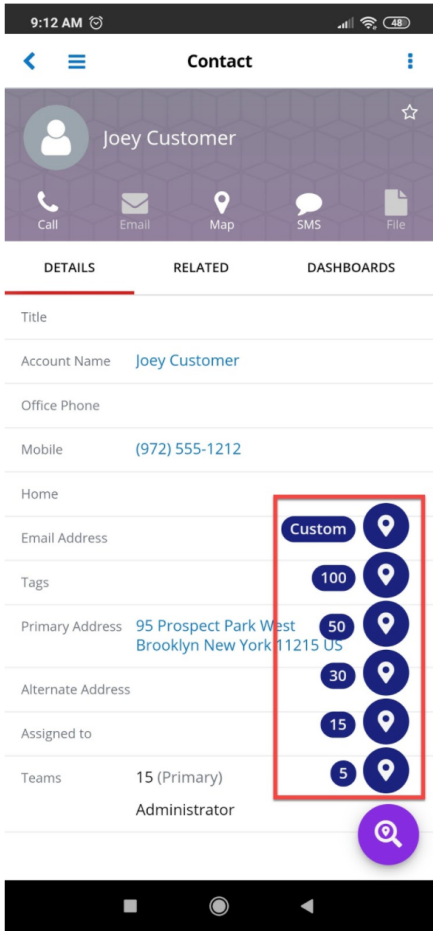 9:12 AM
48
Contact
Joey Customer
Call
Email
Map
SMS
File
DETAILS
RELATED
DASHBOARDS
Title
Account Name
Joey Customer
Office Phone
Mobile
(972) 555-1212
Home
Custom
Email Address
100
Tags
Primary Address
95 Prospect Park West
50
Brooklyn New York 11215 US
30
Alternate Address
15
Assigned to
5
Teams
15 (Primary)
Administrator